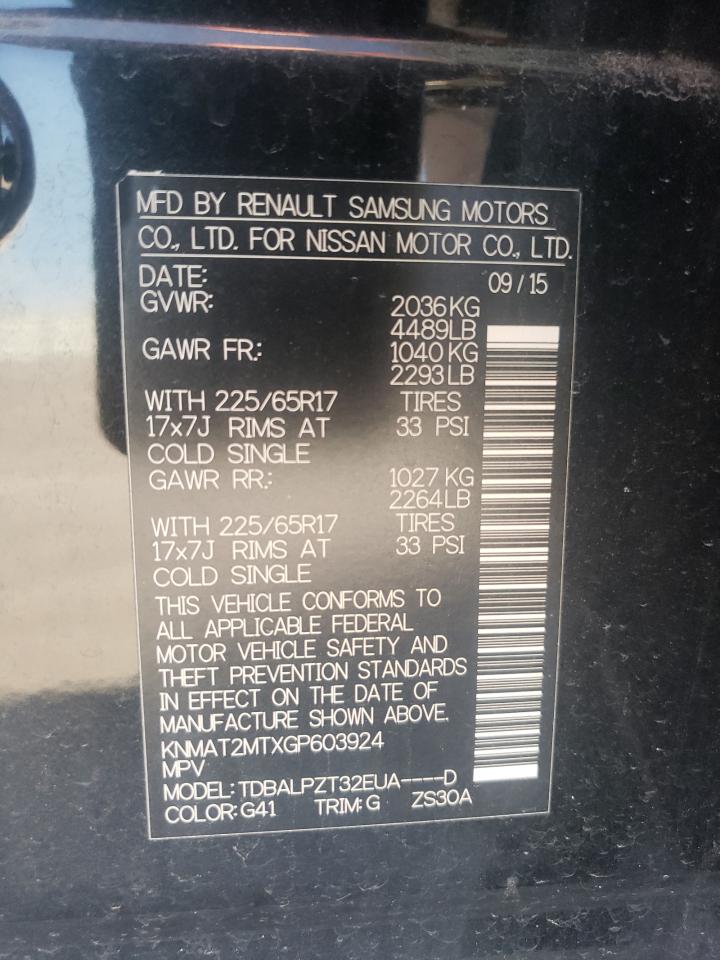 MFD BY RENAULT SAMSUNG MOTORS
CO., LTD. FOR NISSAN MOTOR CO., LTD.
DATE: 09/15
GVWR: 2036KG
4489LB
GAWR FR.: 1040KG
2293LB
WITH 225/65R17 TIRES
17x7J RIMS AT 33 PSI
COLD SINGLE
GAWR RR.: 1027KG
2264LB
WITH 225/65R17 TIRES
17x7J RIMS AT 33 PSI
COLD SINGLE
THIS VEHICLE CONFORMS TO
ALL APPLICABLE FEDERAL
MOTOR VEHICLE SAFETY AND
THEFT PREVENTION STANDARDS
IN EFFECT ON THE DATE OF
MANUFACTURE SHOWN ABOVE.
KNMAT2MTXGP603924
MPV
MODEL: TDBALPZT32EUA----D
COLOR: G41 TRIM: G ZS30A